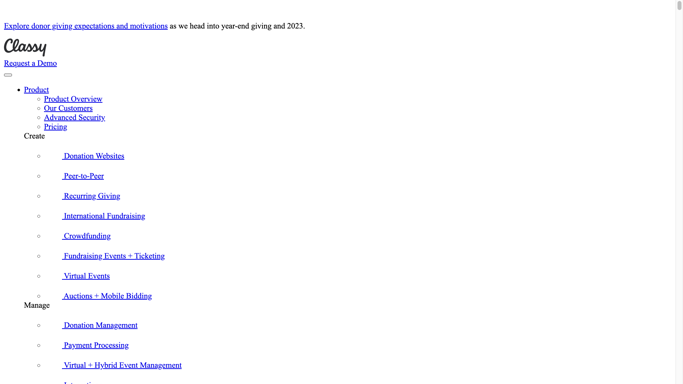 Explore donor giving expectations and motivations as we head into year-end giving and 2023.
Classy
Request a Demo
Product
Product Overview
Our Customers
Advanced Security
Pricing
Create
Donation Websites
Peer-to-Peer
Recurring Giving
International Fundraising
Crowdfunding
Fundraising Events + Ticketing
Virtual Events
Auctions + Mobile Bidding
Manage
Donation Management
Payment Processing
Virtual + Hybrid Event Management